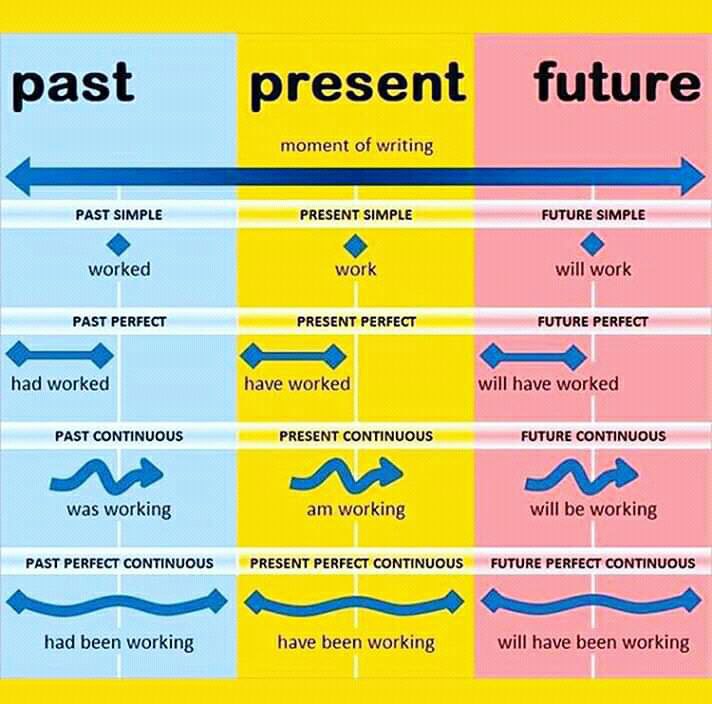 past present future
moment of writing
PAST SIMPLE PRESENT SIMPLE FUTURE SIMPLE
worked work will work
PAST PERFECT PRESENT PERFECT FUTURE PERFECT
had worked have worked will have worked
PAST CONTINUOUS PRESENT CONTINUOUS FUTURE CONTINUOUS
was working am working will be working
PAST PERFECT CONTINUOUS PRESENT PERFECT CONTINUOUS FUTURE PERFECT CONTINUOUS
had been working have been working will have been working